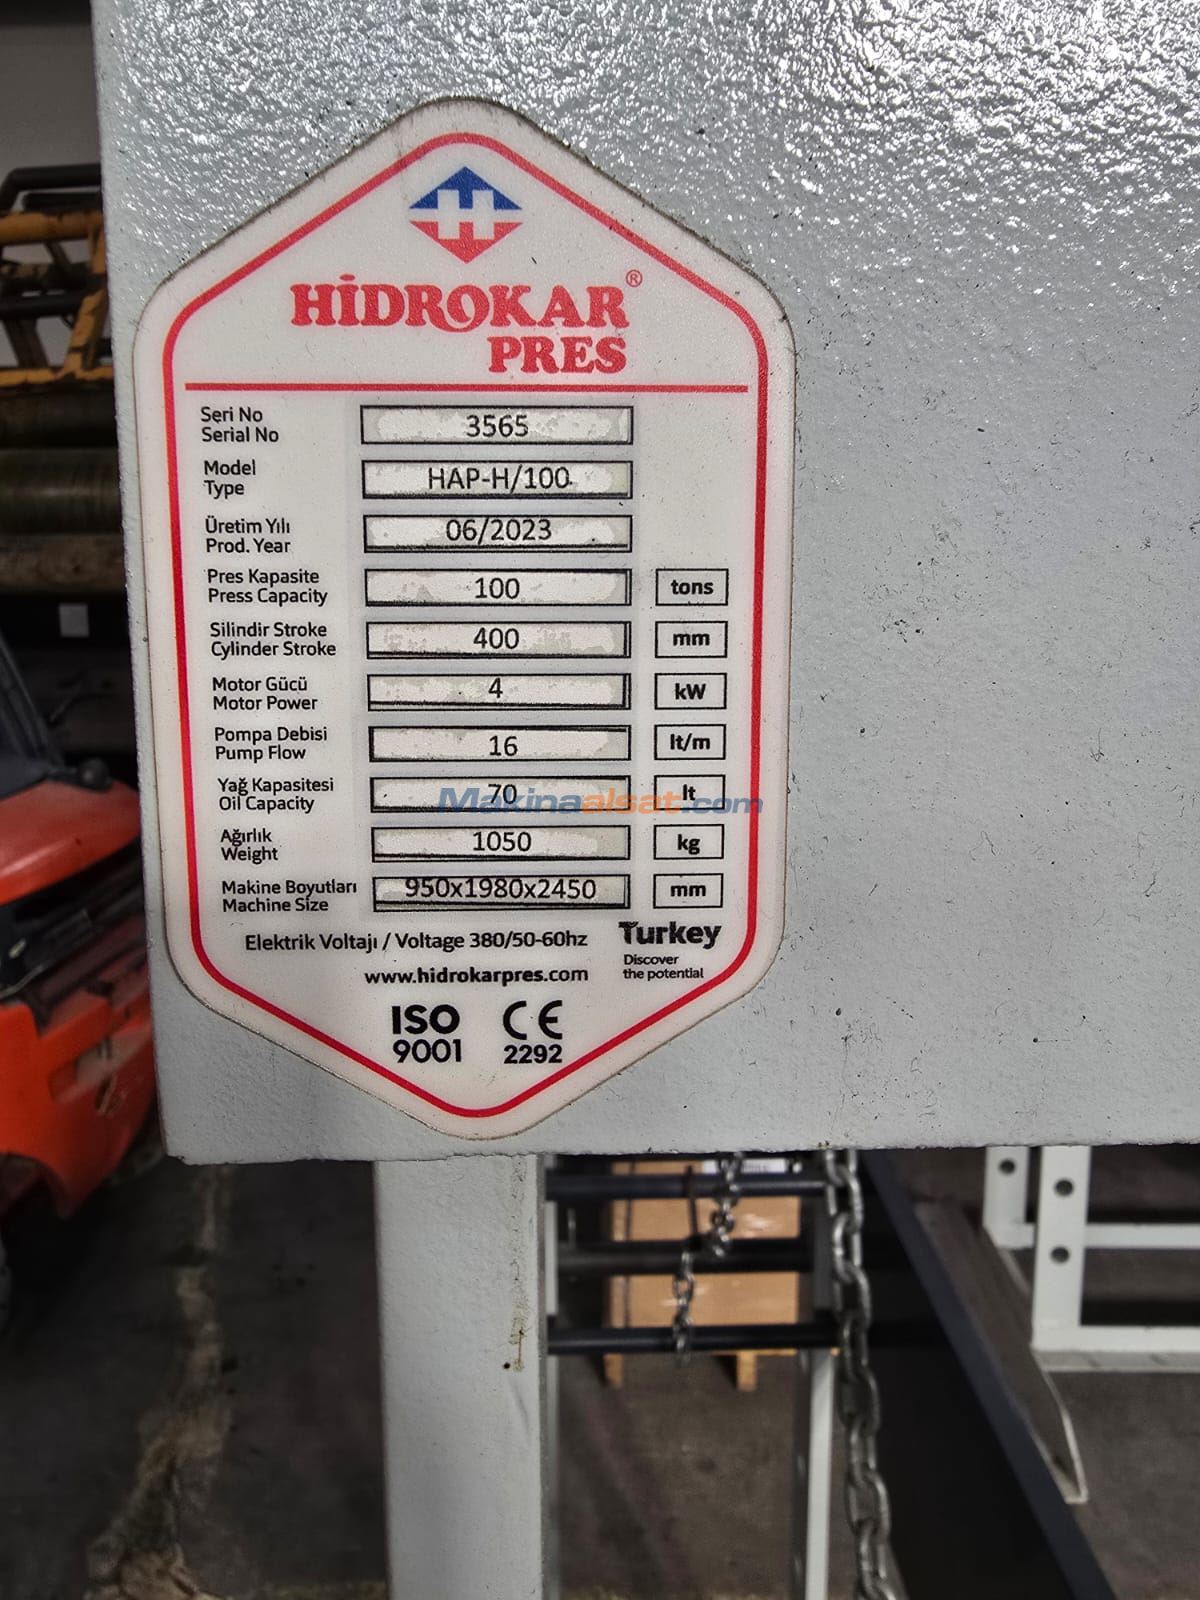 H
HİDROKAR®
PRES
Seri No
Serial No
3565
Model
Type
HAP-H/100
Üretim Yılı
Prod. Year
06/2023
Pres Kapasite
Press Capacity
100
tons
Silindir Stroke
Cylinder Stroke
400
mm
Motor Gücü
Motor Power
4
kW
Pompa Debisi
Pump Flow
16
lt/m
Yağ Kapasitesi
Oil Capacity
70
lt
Makinaalsat.com
Ağırlık
Weight
1050
kg
Makine Boyutları
Machine Size
950x1980x2450
mm
Elektrik Voltajı / Voltage 380/50-60hz
www.hidrokarpres.com
Turkey
Discover
the potential
ISO
9001
CE
2292